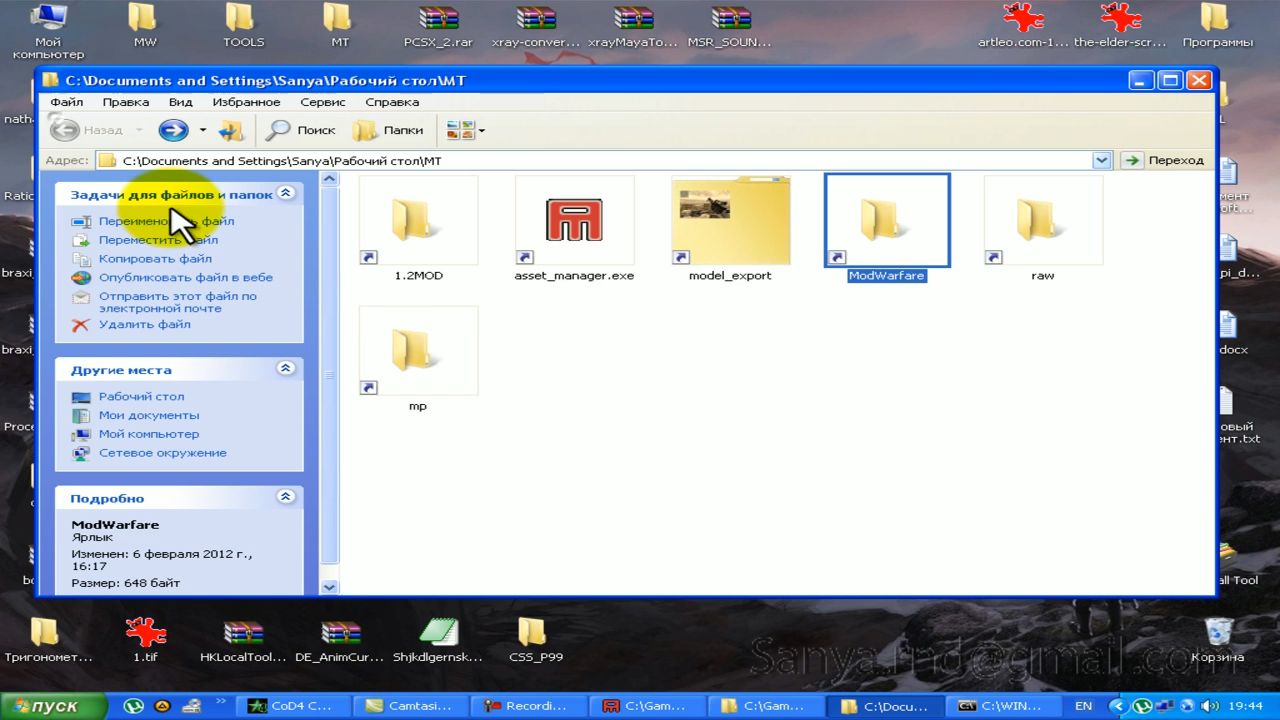 Мой
компьютер
MW
TOOLS
MT
PCSX_2.rar
xray-conver...
xrayMayaTo...
MSR_SOUN...
artleo.com-1...
the-elder-scr...
Программы
C:\Documents and Settings\Sanya\Рабочий стол\MT
Файл
Правка
Вид
Избранное
Сервис
Справка
Назад
Поиск
Папки
Адрес:
C:\Documents and Settings\Sanya\Рабочий стол\MT
Переход
Задачи для файлов и папок
Переименовать файл
Переместить файл
Копировать файл
Опубликовать файл в вебе
Отправить этот файл по
электронной почте
Удалить файл
Другие места
Рабочий стол
Мои документы
Мой компьютер
Сетевое окружение
Подробно
ModWarfare
Ярлык
Изменен: 6 февраля 2012 г.,
16:17
Размер: 648 байт
1.2MOD
asset_manager.exe
model_export
ModWarfare
raw
mp
Тригономет...
1.tif
HKLocalTool...
DE_AnimCur...
Shjkdlgernsk...
CSS_P99
Корзина
Sanya.rnd@gmail.com
пуск
CoD4 C...
Camtasi...
Recordi...
C:\Gam...
C:\Gam...
C:\Docu...
C:\WIN...
EN
19:44